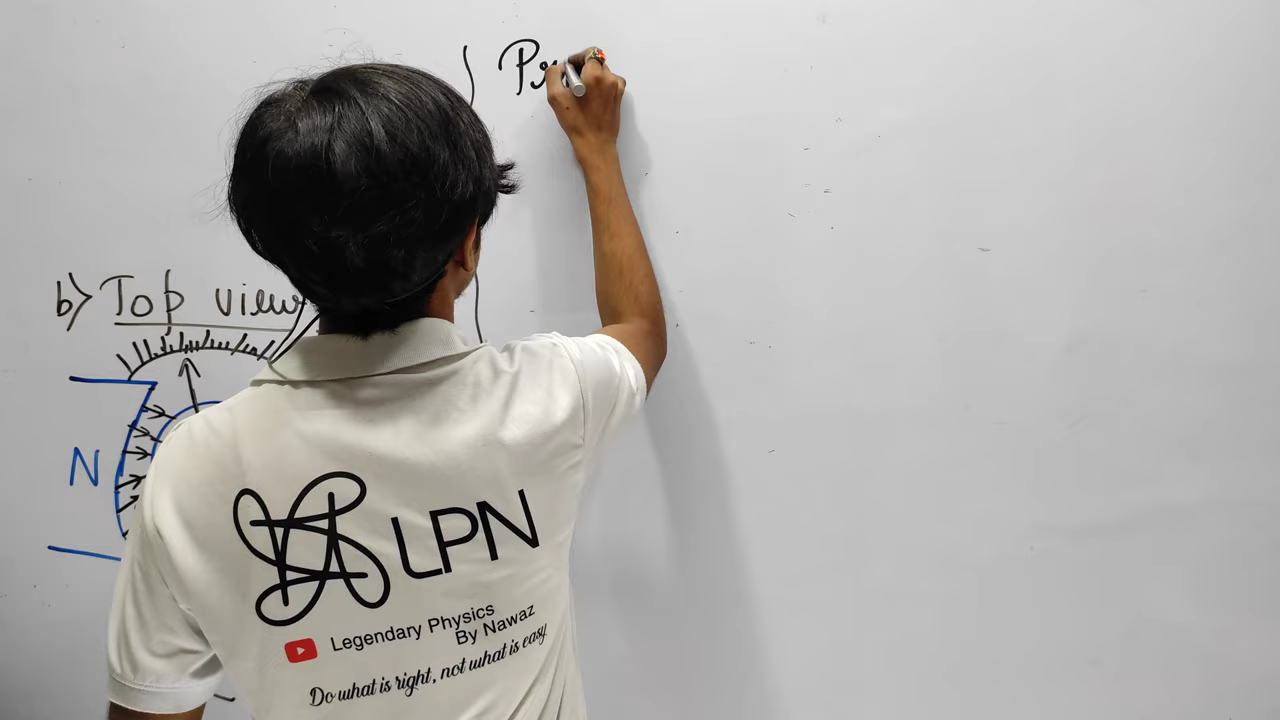 b) Top view
N
Pr
LPN
Legendary Physics
By Nawaz
Do what is right, not what is easy